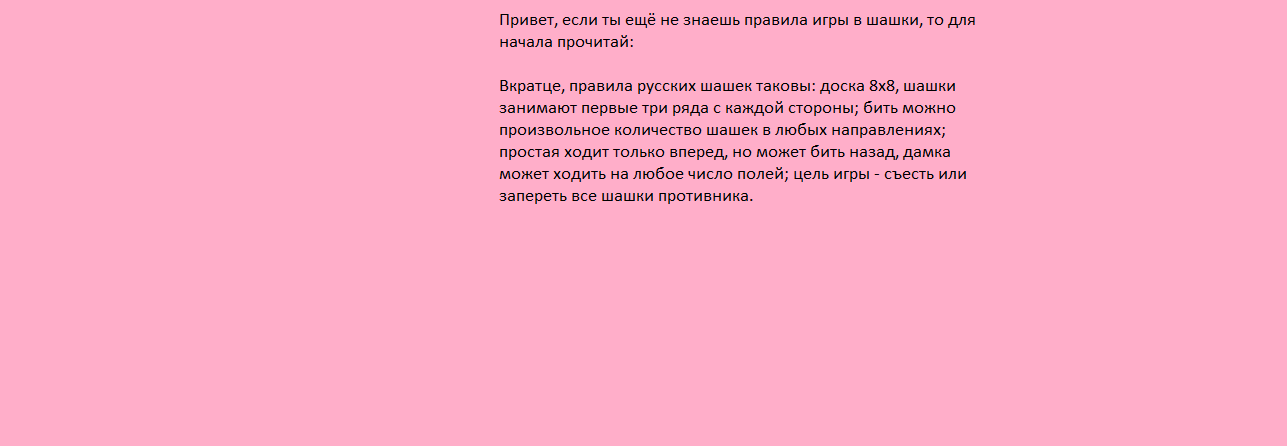 Привет, если ты ещё не знаешь правила игры в шашки, то для
начала прочитай:
Вкратце, правила русских шашек таковы: доска 8x8, шашки
занимают первые три ряда с каждой стороны; бить можно
произвольное количество шашек в любых направлениях;
простая ходит только вперед, но может бить назад, дамка
может ходить на любое число полей; цель игры - съесть или
запереть все шашки противника.